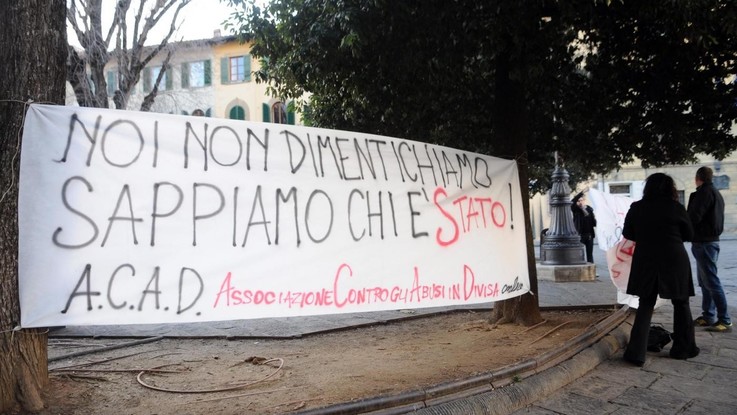 NOI NON DIMENTICHIAMO
SAPPIAMO CHI È STATO!
A.C.A.D. ASSOCIAZIONE CONTRO GLI ABUSI IN DIVISA onlus